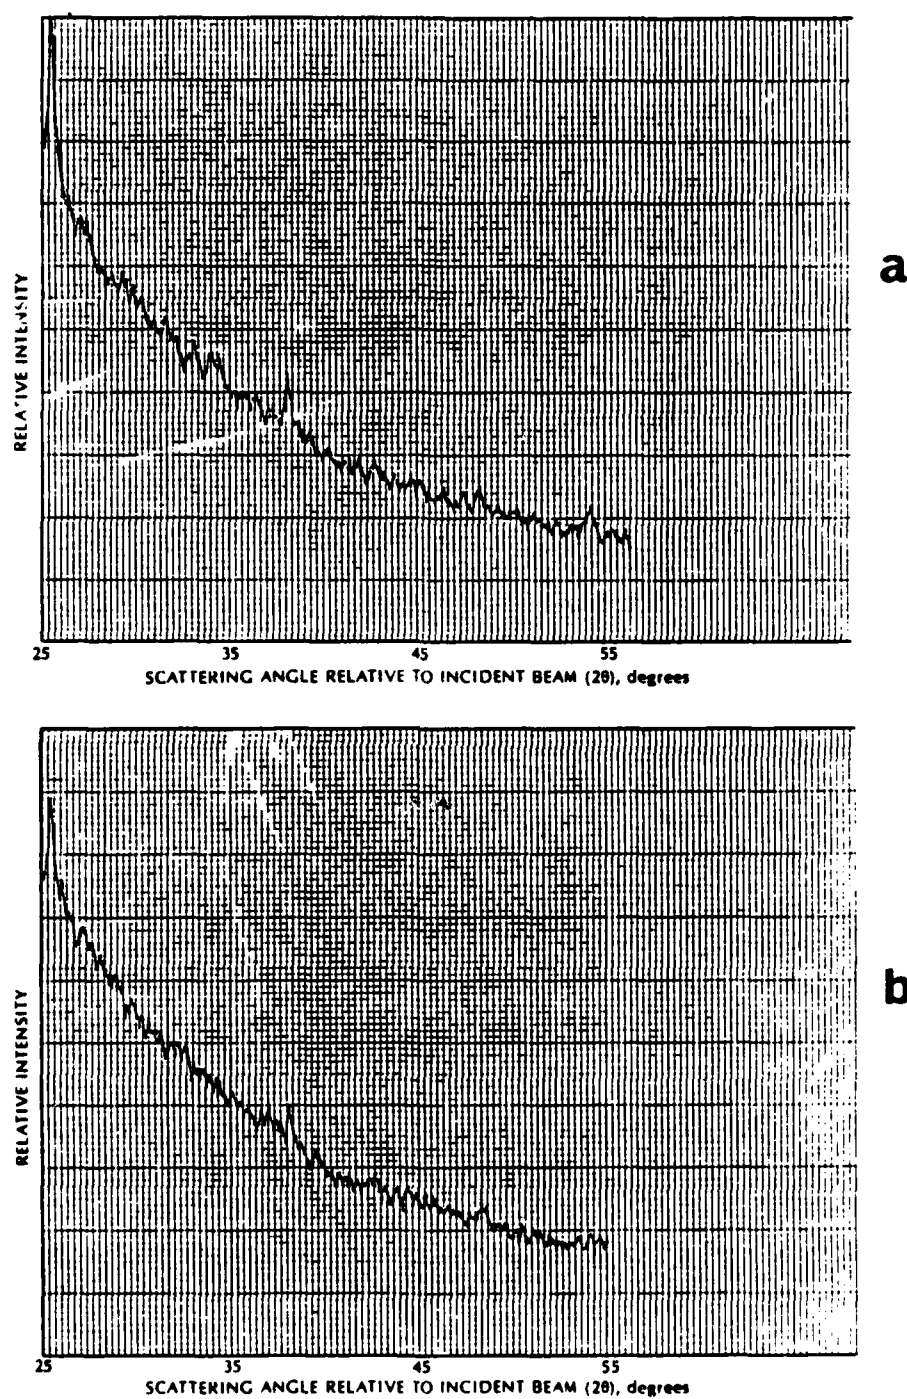 a
RELATIVE INTENSITY
25 35 45 55
SCATTERING ANGLE RELATIVE TO INCIDENT BEAM (2θ), degrees
b
RELATIVE INTENSITY
25 35 45 55
SCATTERING ANGLE RELATIVE TO INCIDENT BEAM (2θ), degrees